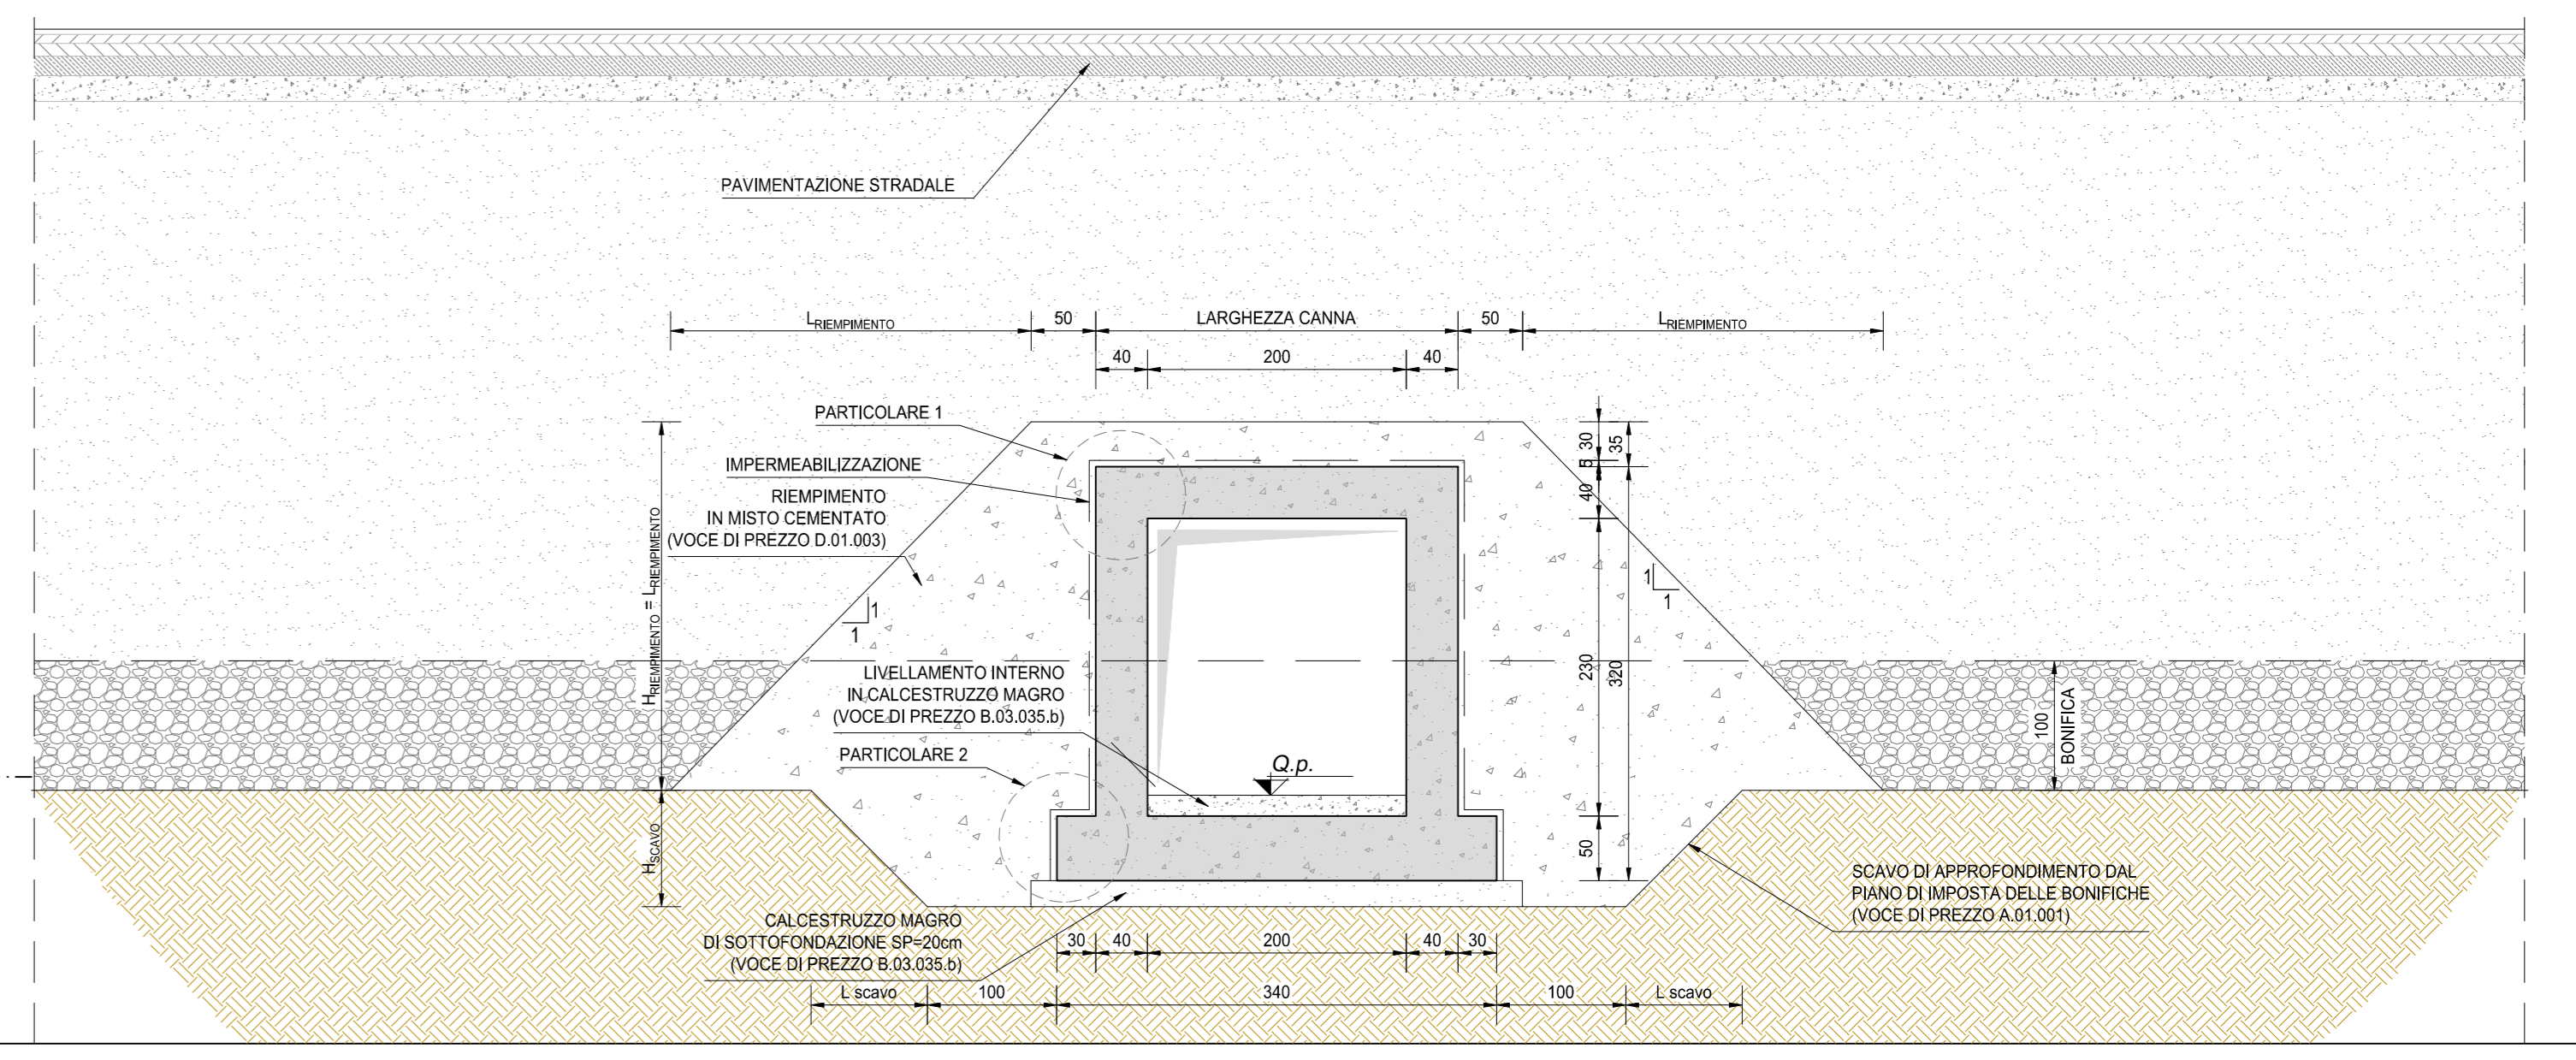 PAVIMENTAZIONE STRADALE
LRIEMPIMENTO
50
LARGHEZZA CANNA
50
LRIEMPIMENTO
40
200
40
PARTICOLARE 1
IMPERMEABILIZZAZIONE
RIEMPIMENTO
IN MISTO CEMENTATO
(VOCE DI PREZZO D.01.003)
30
35
5
40
HRIEMPIMENTO = LRIEMPIMENTO
1
1
1
1
LIVELLAMENTO INTERNO
IN CALCESTRUZZO MAGRO
(VOCE DI PREZZO B.03.035.b)
230
320
100
BONIFICA
PARTICOLARE 2
Q.p.
HSCAVO
50
SCAVO DI APPROFONDIMENTO DAL
PIANO DI IMPOSTA DELLE BONIFICHE
(VOCE DI PREZZO A.01.001)
CALCESTRUZZO MAGRO
DI SOTTOFONDAZIONE SP=20cm
(VOCE DI PREZZO B.03.035.b)
30
40
200
40
30
L scavo
100
340
100
L scavo